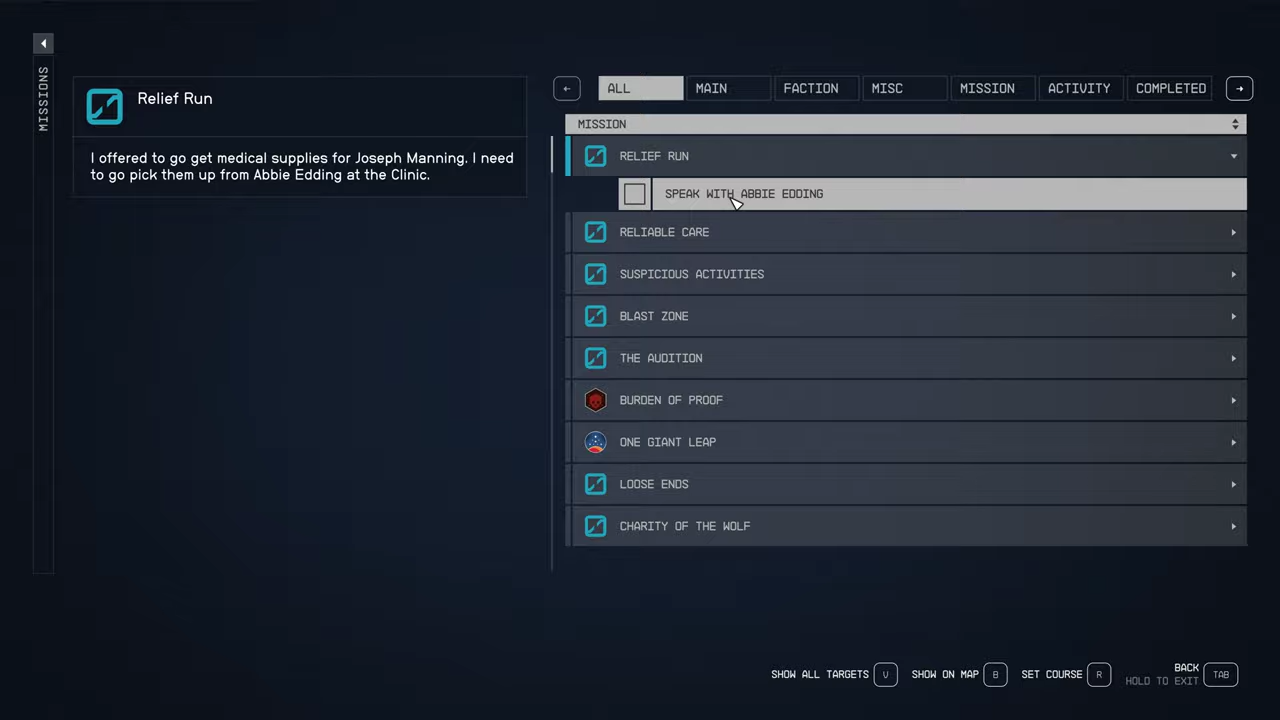 MISSIONS
Relief Run
I offered to go get medical supplies for Joseph Manning. I need
to go pick them up from Abbie Edding at the Clinic.
ALL MAIN FACTION MISC MISSION ACTIVITY COMPLETED
MISSION
RELIEF RUN
SPEAK WITH ABBIE EDDING
RELIABLE CARE
SUSPICIOUS ACTIVITIES
BLAST ZONE
THE AUDITION
BURDEN OF PROOF
ONE GIANT LEAP
LOOSE ENDS
CHARITY OF THE WOLF
SHOW ALL TARGETS V SHOW ON MAP B SET COURSE R BACK TAB
HOLD TO EXIT